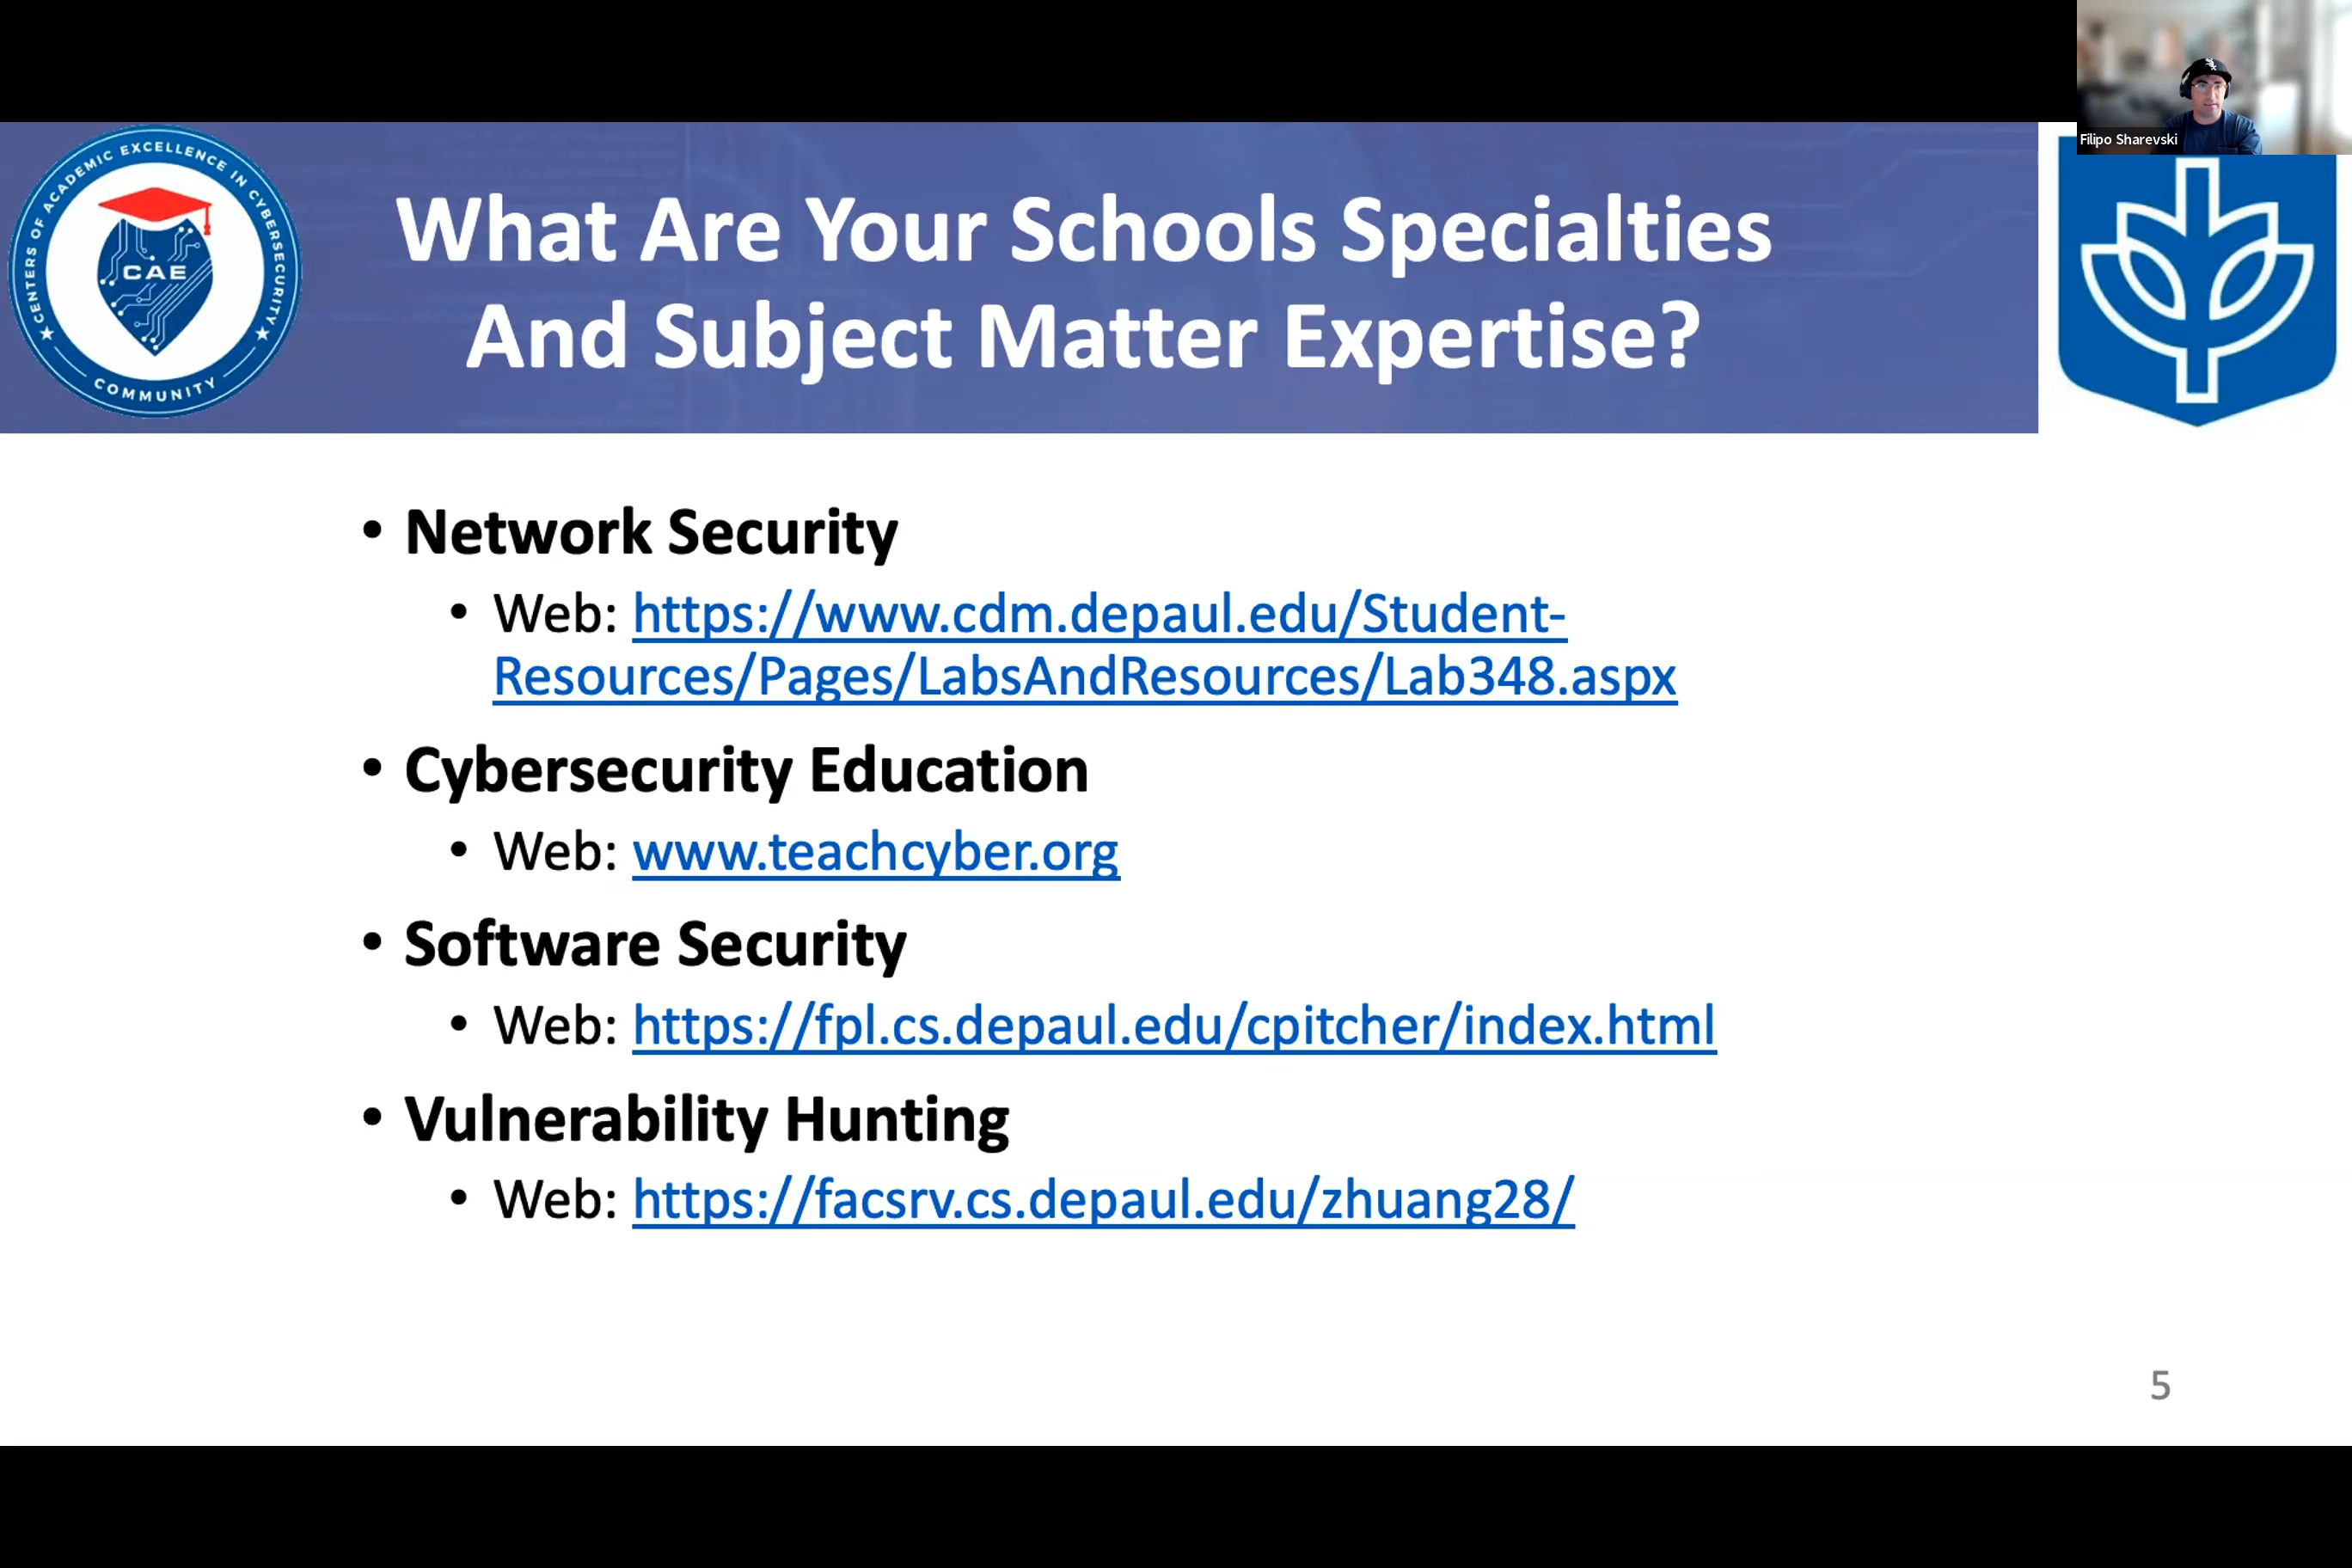 Filipo Sharevski
CENTERS OF ACADEMIC EXCELLENCE IN CYBERSECURITY
CAE
COMMUNITY
What Are Your Schools Specialties
And Subject Matter Expertise?
• Network Security
• Web: https://www.cdm.depaul.edu/Student-
Resources/Pages/LabsAndResources/Lab348.aspx
• Cybersecurity Education
• Web: www.teachcyber.org
• Software Security
• Web: https://fpl.cs.depaul.edu/cpitcher/index.html
• Vulnerability Hunting
• Web: https://facsrv.cs.depaul.edu/zhuang28/
5